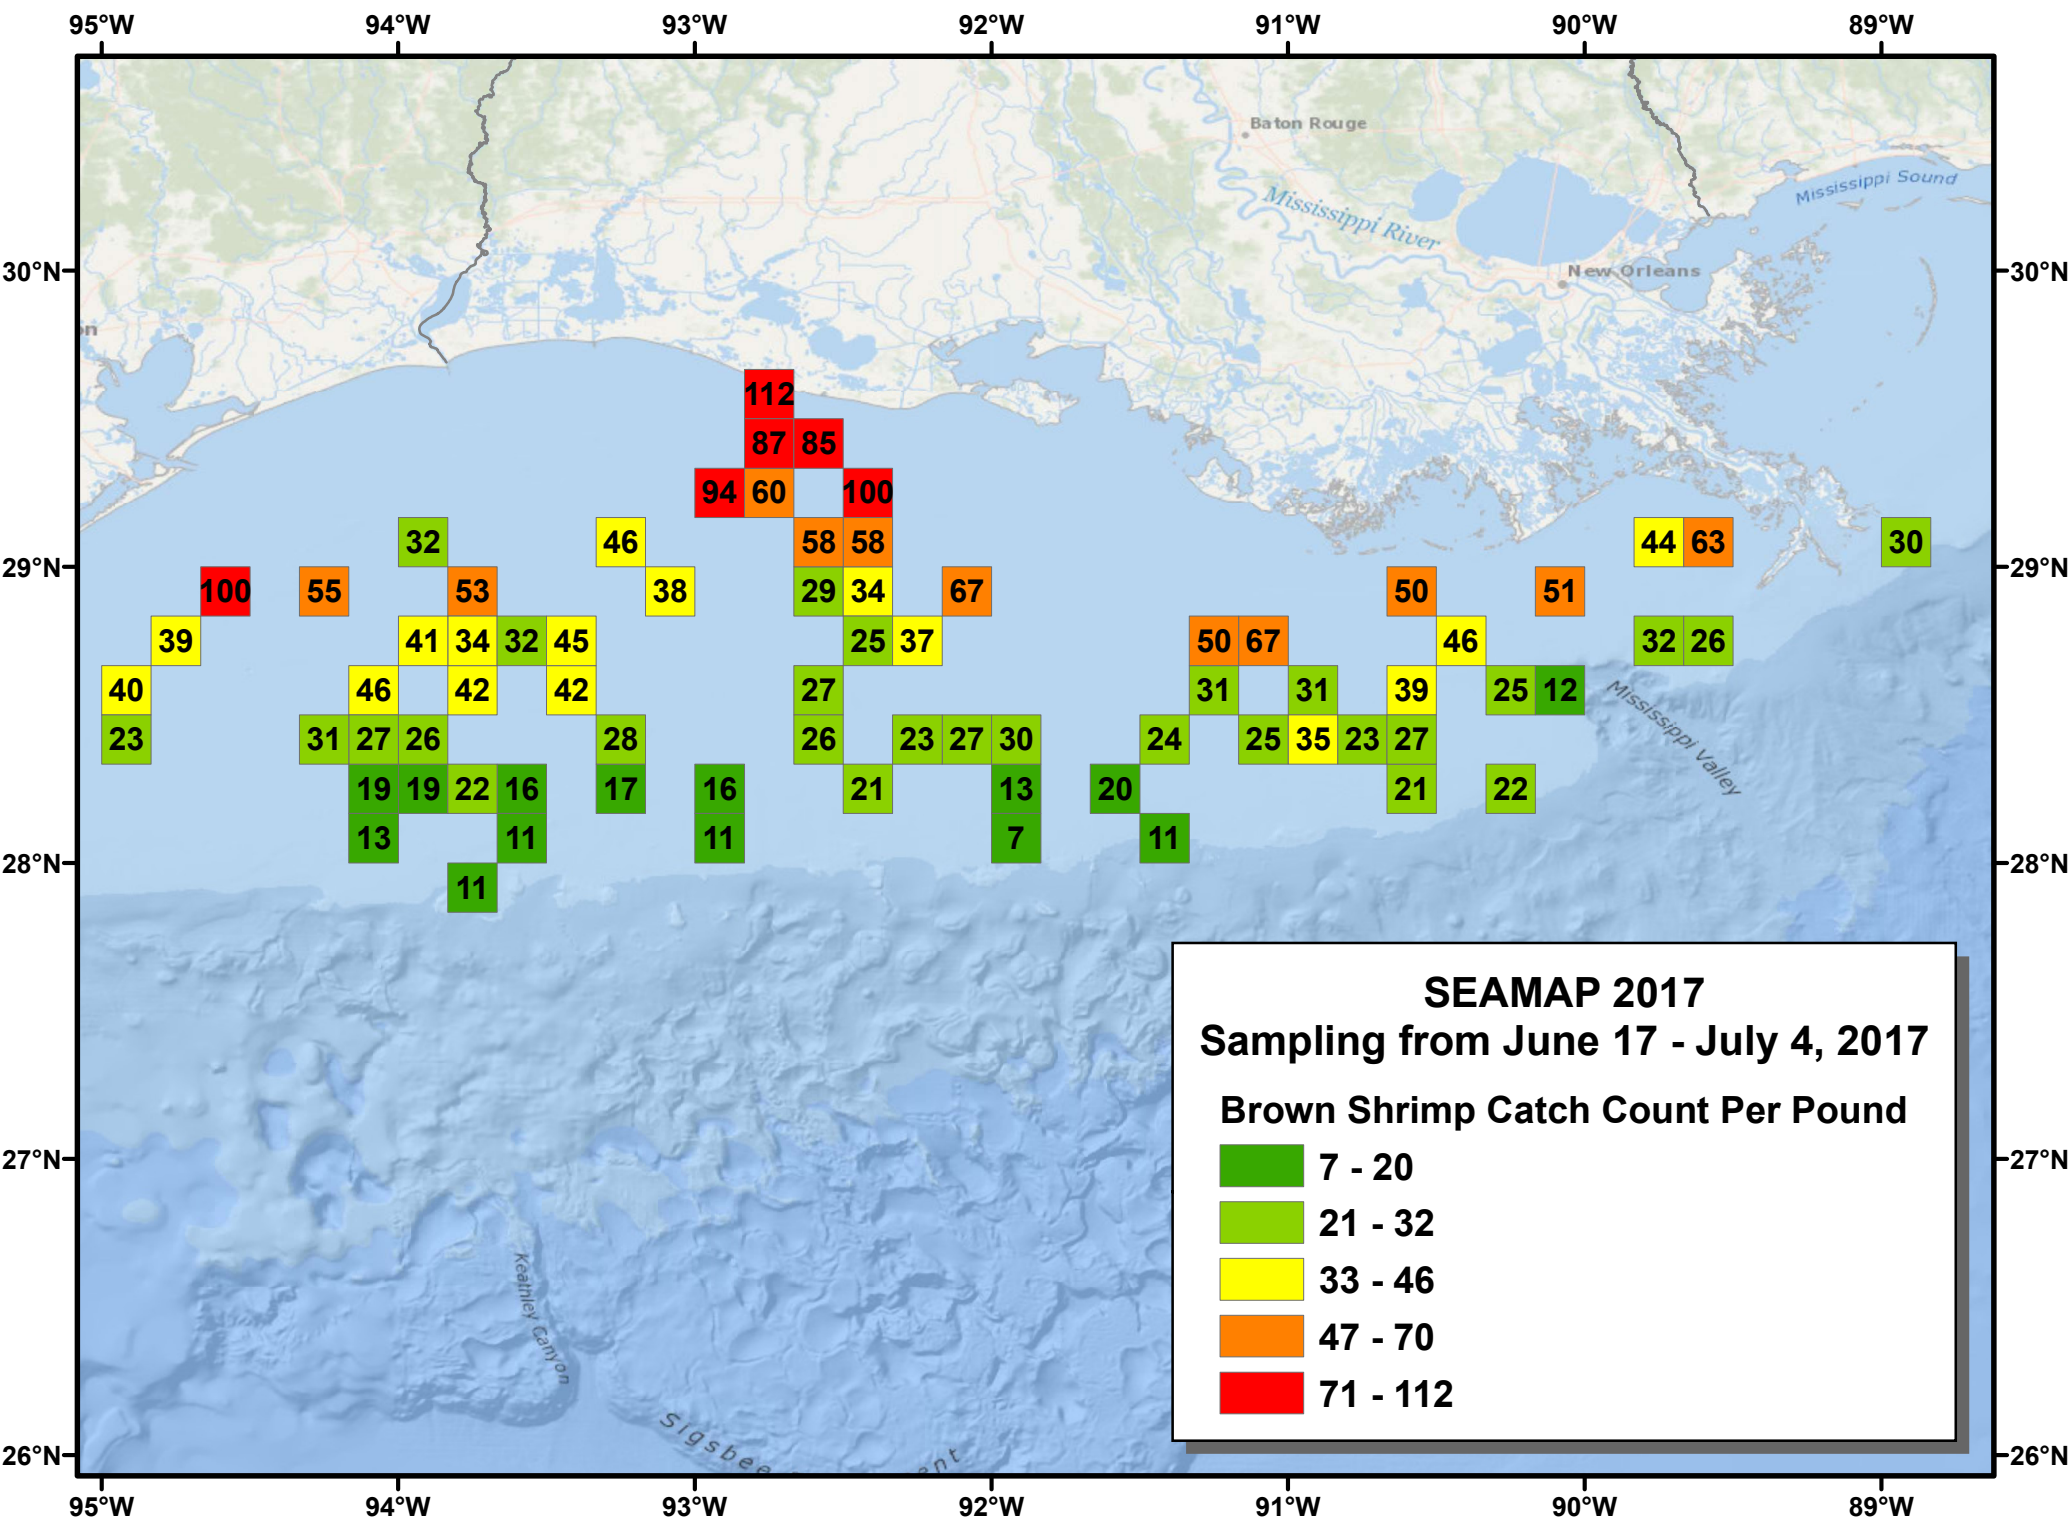 95°W 94°W 93°W 92°W 91°W 90°W 89°W
Baton Rouge
Mississippi Sound
Mississippi River
30°N New Orleans 30°N
on
112
87 85
94 60 100
32 46 58 58 44 63 30
29°N 29°N
100 55 53 38 29 34 67 50 51
39 41 34 32 45 25 37 50 67 46 32 26
40 46 42 42 27 31 31 39 25 12
Mississippi Valley
23 31 27 26 28 26 23 27 30 24 25 35 23 27
19 19 22 16 17 16 21 13 20 21 22
13 11 11 7 11
28°N 28°N
11
SEAMAP 2017
Sampling from June 17 - July 4, 2017
Brown Shrimp Catch Count Per Pound
27°N 7 - 20 27°N
21 - 32
33 - 46
Keathley Canyon
47 - 70
71 - 112
Sigsbee ent
26°N 26°N
95°W 94°W 93°W 92°W 91°W 90°W 89°W